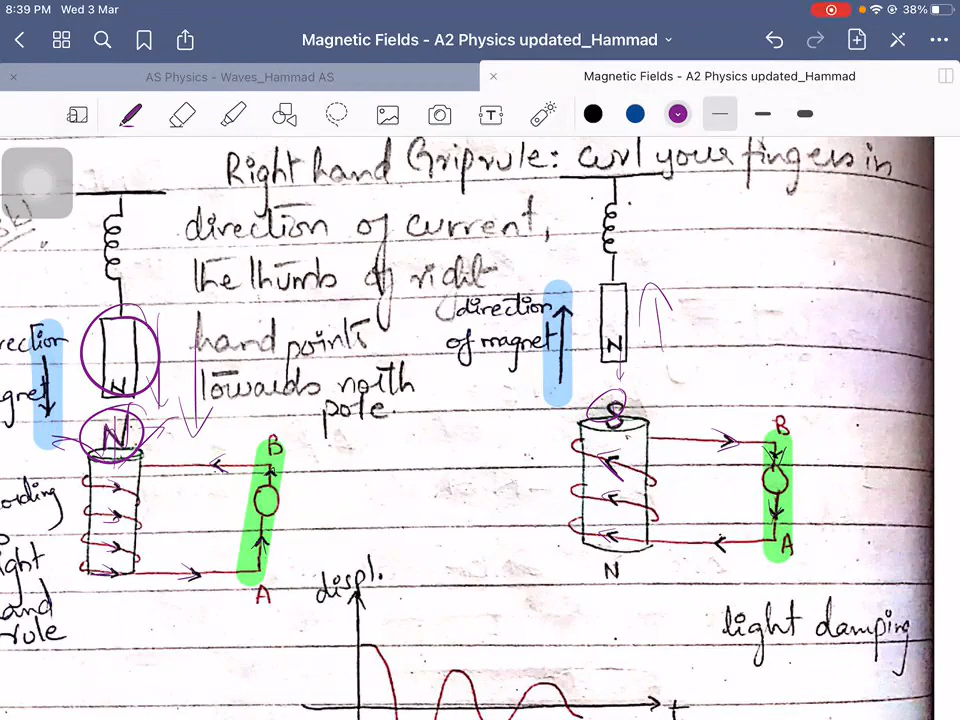 8:39 PM Wed 3 Mar
38%
Magnetic Fields - A2 Physics updated_Hammad
AS Physics - Waves_Hammad AS
Magnetic Fields - A2 Physics updated_Hammad
T
Right hand Grip rule: curl your fingers in
direction of current,
the thumb of right
hand points
towards north
pole.
rection
gnet
N
N
B
A
ording
ight
and
rule
direction
of magnet
N
S
B
A
N
displ.
t
light damping